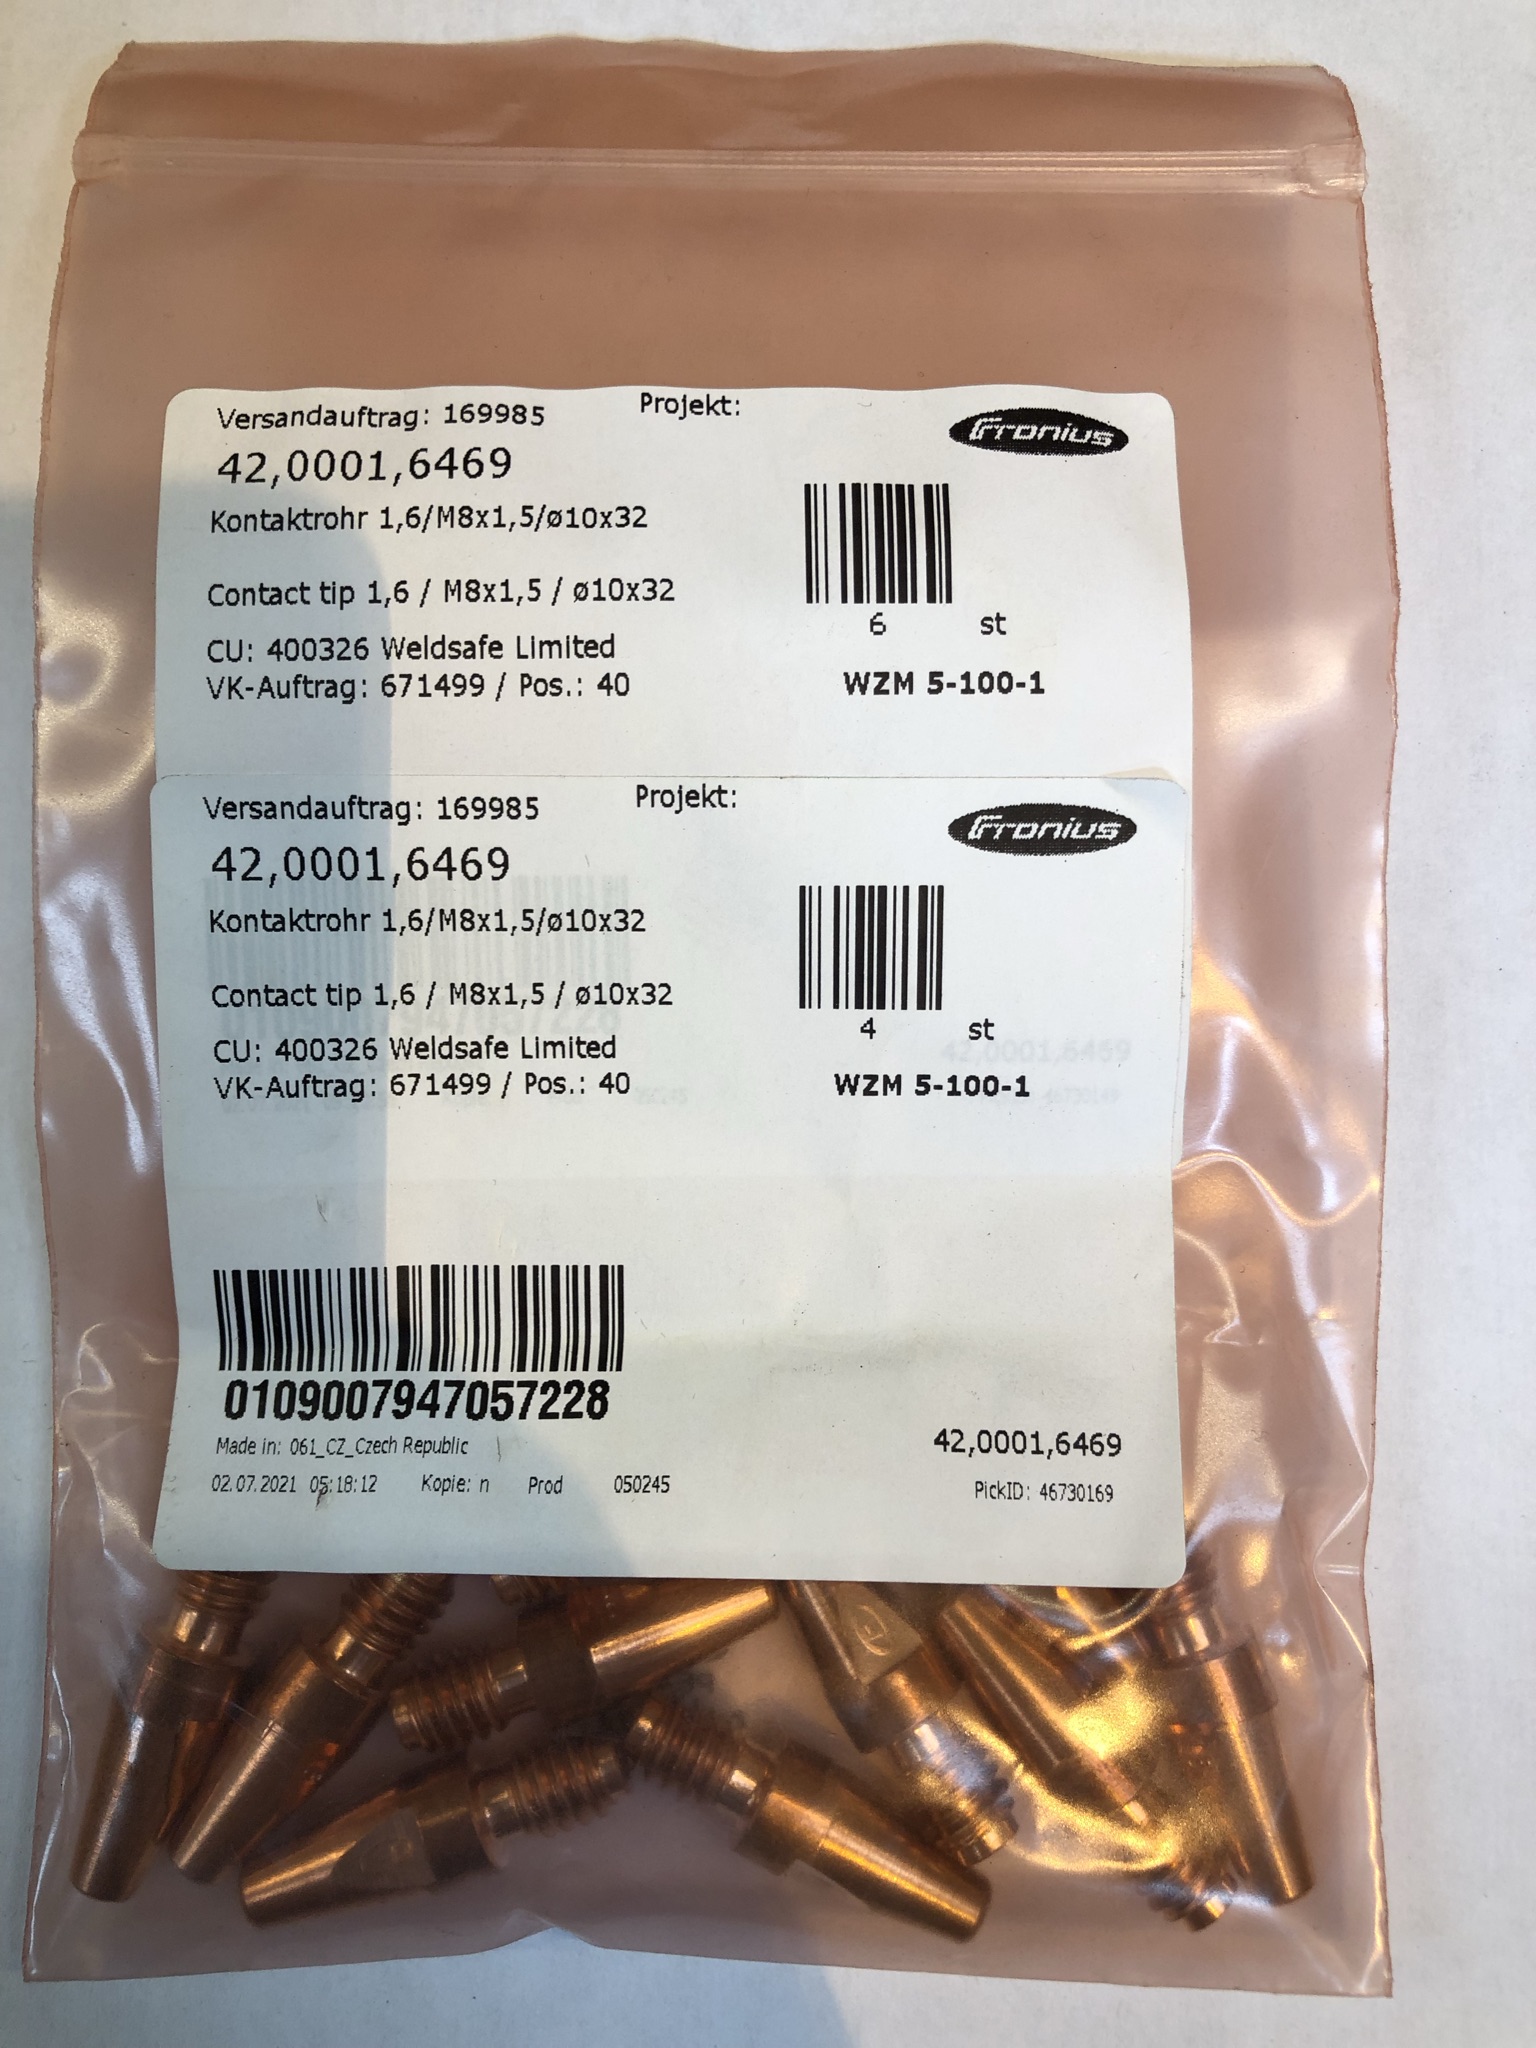 Versandauftrag: 169985 Projekt:
Fronius
42,0001,6469
Kontaktrohr 1,6/M8x1,5/ø10x32
Contact tip 1,6 / M8x1,5 / ø10x32
6 st
CU: 400326 Weldsafe Limited
VK-Auftrag: 671499 / Pos.: 40 WZM 5-100-1
Versandauftrag: 169985 Projekt:
Fronius
42,0001,6469
Kontaktrohr 1,6/M8x1,5/ø10x32
Contact tip 1,6 / M8x1,5 / ø10x32
4 st
CU: 400326 Weldsafe Limited
VK-Auftrag: 671499 / Pos.: 40 WZM 5-100-1
0109007947057228
Made in: 061_CZ_Czech Republic 42,0001,6469
02.07.2021 05:18:12 Kopie: n Prod 050245 PickID: 46730169